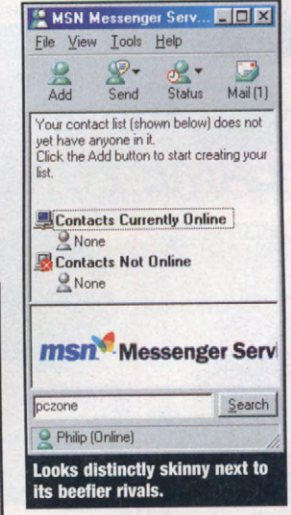 MSN Messenger Serv...
File View Tools Help
Add Send Status Mail (1)
Your contact list (shown below) does not
yet have anyone in it.
Click the Add button to start creating your
list.
Contacts Currently Online
None
Contacts Not Online
None
msn Messenger Servi
pczone Search
Philip (Online)
Looks distinctly skinny next to
its beefier rivals.